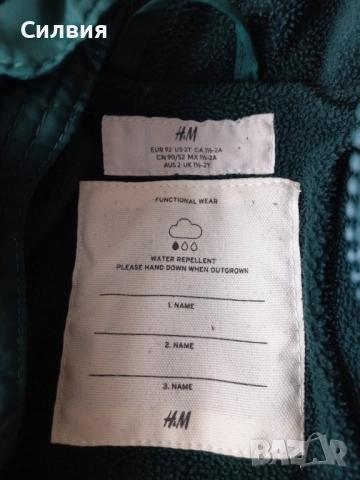 Силвия
H&M
EUR 92 US 2T CA 1½-2A
CN 90/52 MX 1½-2A
AUS 2 UK 1½-2Y
FUNCTIONAL WEAR
WATER REPELLENT
PLEASE HAND DOWN WHEN OUTGROWN
1. NAME
2. NAME
3. NAME
H&M
BAZAR